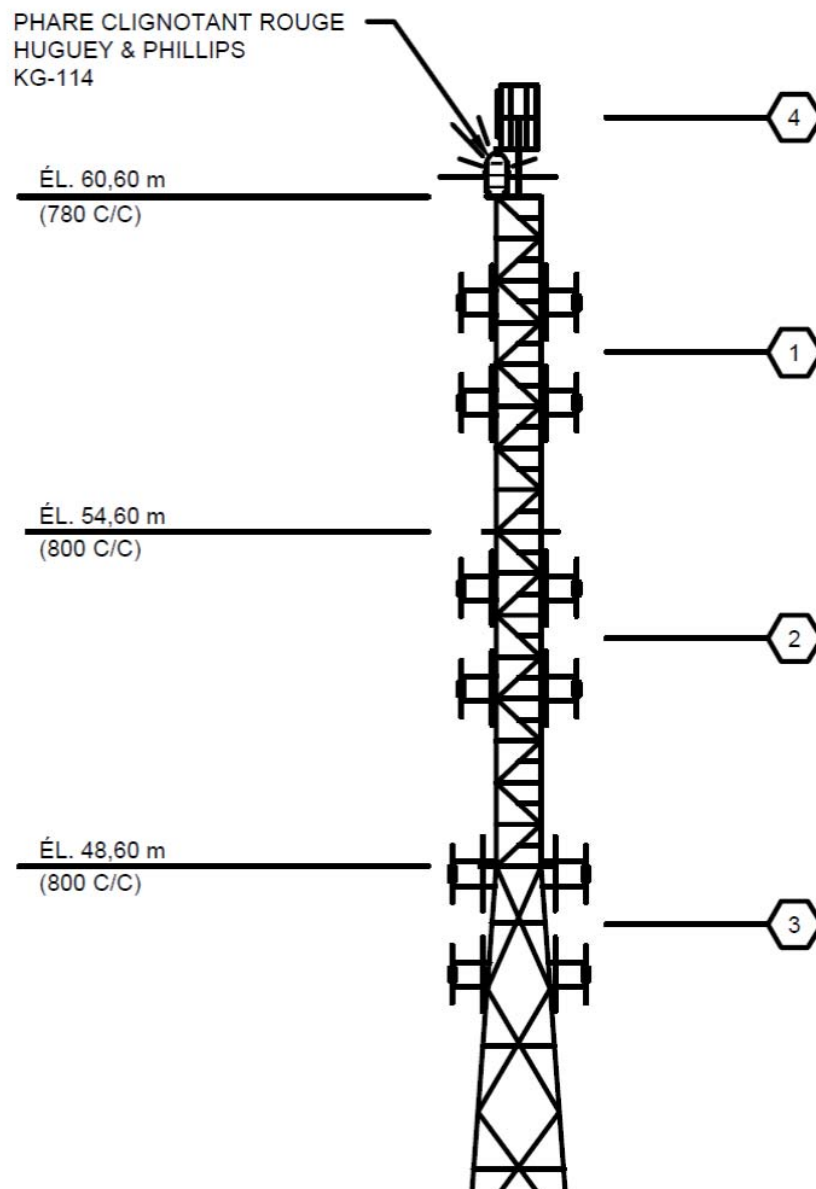 PHARE CLIGNOTANT ROUGE
HUGUEY & PHILLIPS
KG-114
4
ÉL. 60,60 m
(780 C/C)
1
ÉL. 54,60 m
(800 C/C)
2
ÉL. 48,60 m
(800 C/C)
3